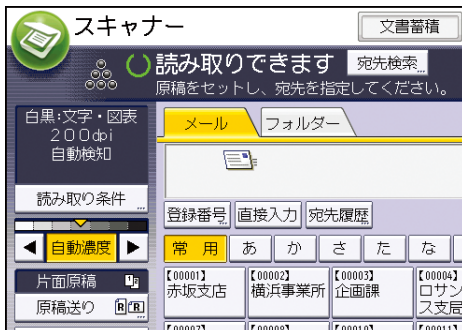 スキャナー
文書蓄積
読み取りできます
宛先検索
原稿をセットし、宛先を指定してください。
白黒:文字・図表
200dpi
自動検知
メール
フォルダー
読み取り条件
登録番号
直接入力
宛先履歴
自動濃度
常用
あ
か
さ
た
な
片面原稿
原稿送り
【00001】
赤坂支店
【00002】
横浜事業所
【00003】
企画課
【00004】
ロサン
ス支局